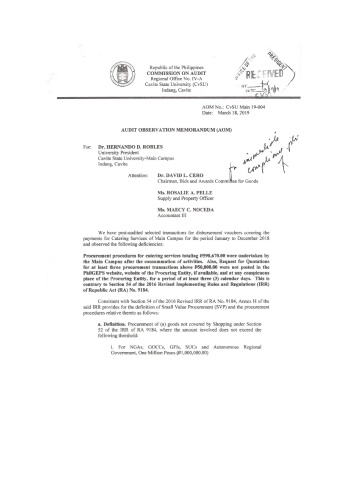 Republic of the Philippines
COMMISSION ON AUDIT
Regional Office No. IV-A
Cavite State University (CvSU)
Indang, Cavite
RECEIVED
AOM No.: CvSU Main 19-004
Date: March 18, 2019
AUDIT OBSERVATION MEMORANDUM (AOM)
for immediate
compliance pls
For: Dr. HERNANDO D. ROBLES
University President
Cavite State University-Main Campus
Indang, Cavite
Attention: Dr. DAVID L. CERO
Chairman, Bids and Awards Committee for Goods
Ms. ROSALIE A. PELLE
Supply and Property Officer
Ms. MAECY C. NOCEDA
Accountant III
We have post-audited selected transactions for disbursement vouchers covering the
payments for Catering Services of Main Campus for the period January to December 2018
and observed the following deficiencies:
Procurement procedures for catering services totaling ₱590,670.00 were undertaken by
the Main Campus after the consummation of activities. Also, Request for Quotations
for at least three procurement transactions above ₱50,000.00 were not posted in the
PhilGEPS website, website of the Procuring Entity, if available, and at any conspicuous
place of the Procuring Entity, for a period of at least three (3) calendar days. This is
contrary to Section 54 of the 2016 Revised Implementing Rules and Regulations (IRR)
of Republic Act (RA) No. 9184.
Consistent with Section 54 of the 2016 Revised IRR of RA No. 9184, Annex H of the
said IRR provides for the definition of Small Value Procurement (SVP) and the procurement
procedures relative thereto as follows:
a. Definition. Procurement of (a) goods not covered by Shopping under Section
52 of the IRR of RA 9184, where the amount involved does not exceed the
following threshold:
i. For NGAs, GOCCs, GFIs, SUCs and Autonomous Regional
Government, One Million Pesos (₱1,000,000.00)